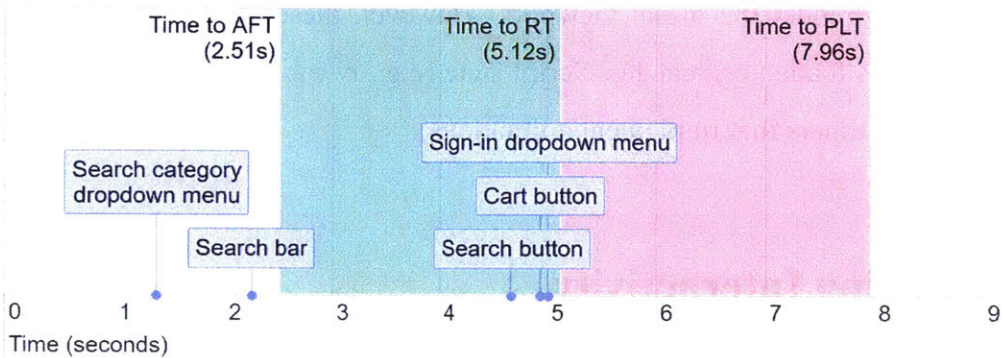 Time to AFT
(2.51s)
Time to RT
(5.12s)
Time to PLT
(7.96s)
Sign-in dropdown menu
Search category
dropdown menu
Cart button
Search bar
Search button
0 1 2 3 4 5 6 7 8 9
Time (seconds)